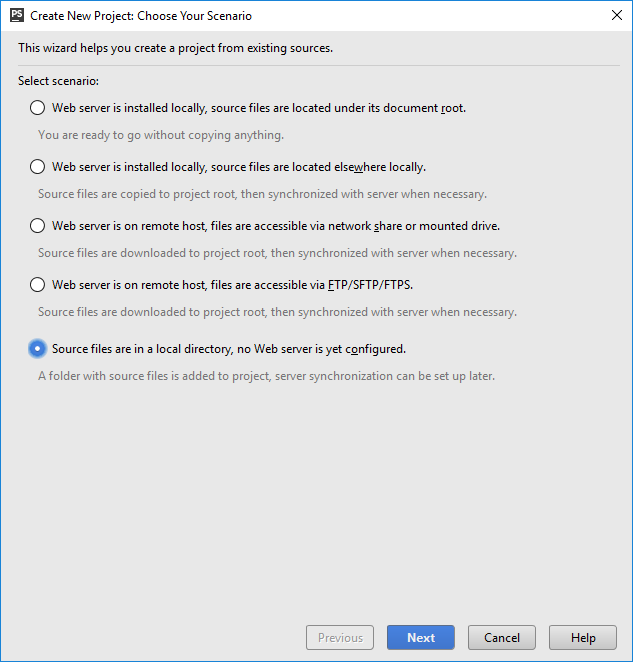 PS Create New Project: Choose Your Scenario
This wizard helps you create a project from existing sources.
Select scenario:
Web server is installed locally, source files are located under its document root.
You are ready to go without copying anything.
Web server is installed locally, source files are located elsewhere locally.
Source files are copied to project root, then synchronized with server when necessary.
Web server is on remote host, files are accessible via network share or mounted drive.
Source files are downloaded to project root, then synchronized with server when necessary.
Web server is on remote host, files are accessible via FTP/SFTP/FTPS.
Source files are downloaded to project root, then synchronized with server when necessary.
Source files are in a local directory, no Web server is yet configured.
A folder with source files is added to project, server synchronization can be set up later.
Previous Next Cancel Help